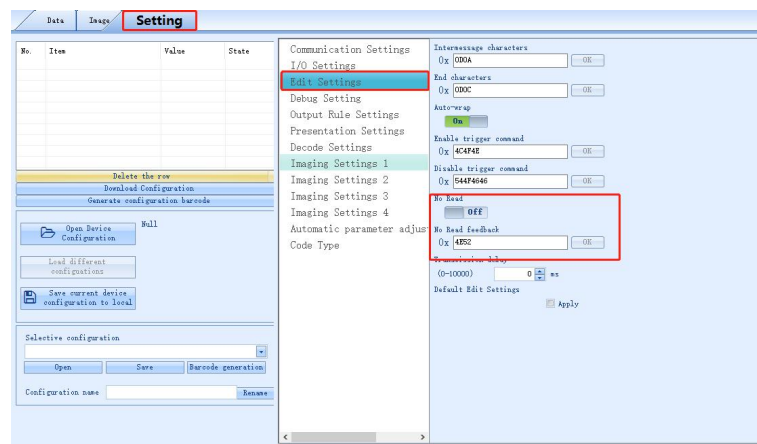 Data Image Setting
No. Item Value State
Delete the row
Download Configuration
Generate configuration barcode
Open Device
Configuration
Null
Load different
configuations
Save current device
configuration to local
Selective configuration
Open Save Barcode generation
Configuration name Rename
Communication Settings
I/O Settings
Edit Settings
Debug Setting
Output Rule Settings
Presentation Settings
Decode Settings
Imaging Settings 1
Imaging Settings 2
Imaging Settings 3
Imaging Settings 4
Automatic parameter adjus
Code Type
Intermessage characters
0x 0D0A OK
End characters
0x 0D0C OK
Auto-wrap
On
Enable trigger command
0x 4C4F4E OK
Disable trigger command
0x 544F4646 OK
No Read
Off
No Read feedback
0x 4E52 OK
Transmission delay
(0-10000) 0 ms
Default Edit Settings
Apply